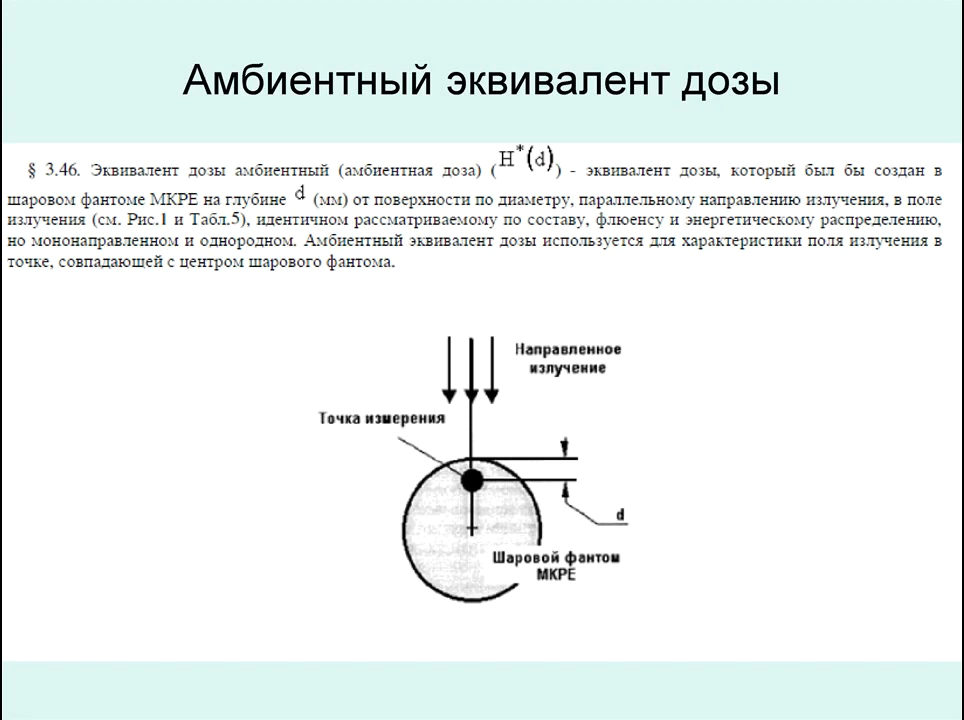 Амбиентный эквивалент дозы
§ 3.46. Эквивалент дозы амбиентный (амбиентная доза) (H*(d)) - эквивалент дозы, который был бы создан в
шаровом фантоме МКРЕ на глубине d (мм) от поверхности по диаметру, параллельному направлению излучения, в поле
излучения (см. Рис.1 и Табл.5), идентичном рассматриваемому по составу, флюенсу и энергетическому распределению,
но мононаправленном и однородном. Амбиентный эквивалент дозы используется для характеристики поля излучения в
точке, совпадающей с центром шарового фантома.
Направленное
излучение
Точка измерения
d
Шаровой фантом
МКРЕ